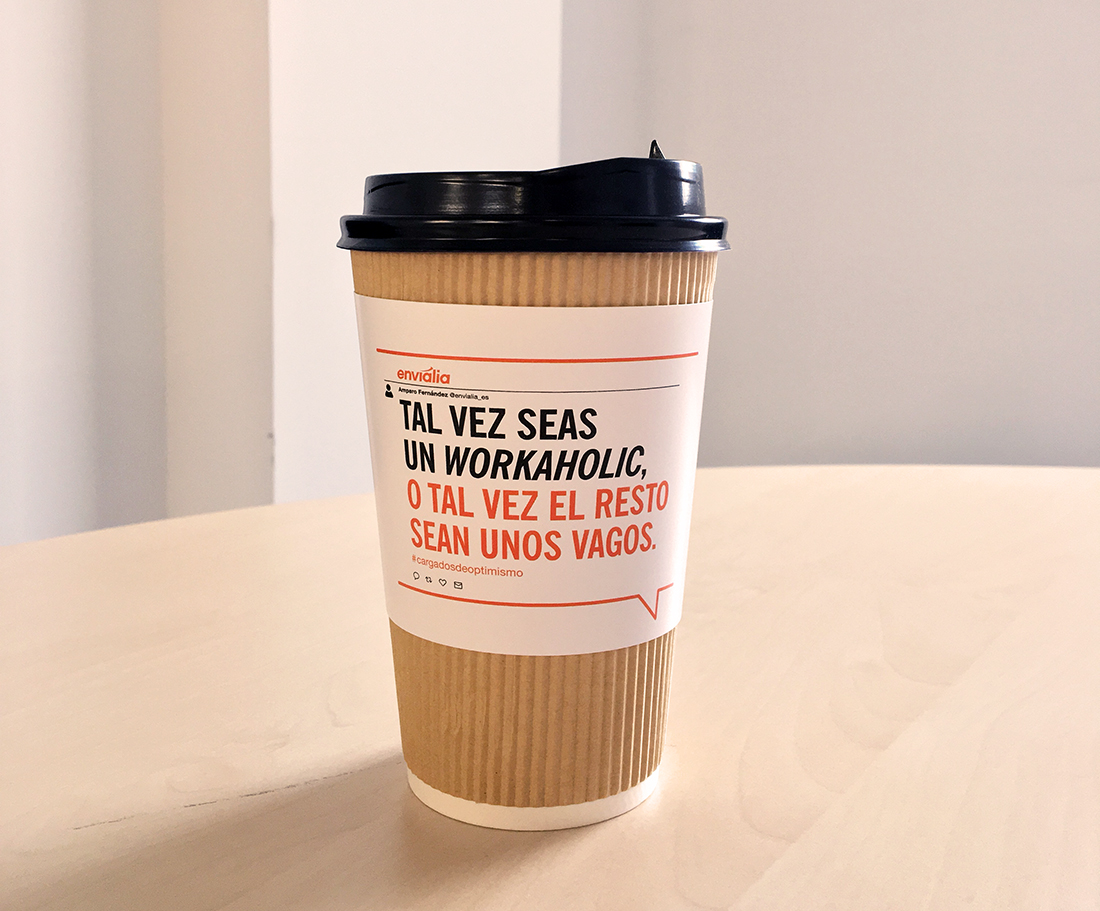 enviália
Amparo Fernández @envialia_es
TAL VEZ SEAS
UN WORKAHOLIC,
O TAL VEZ EL RESTO
SEAN UNOS VAGOS.
#cargadosdeoptimismo